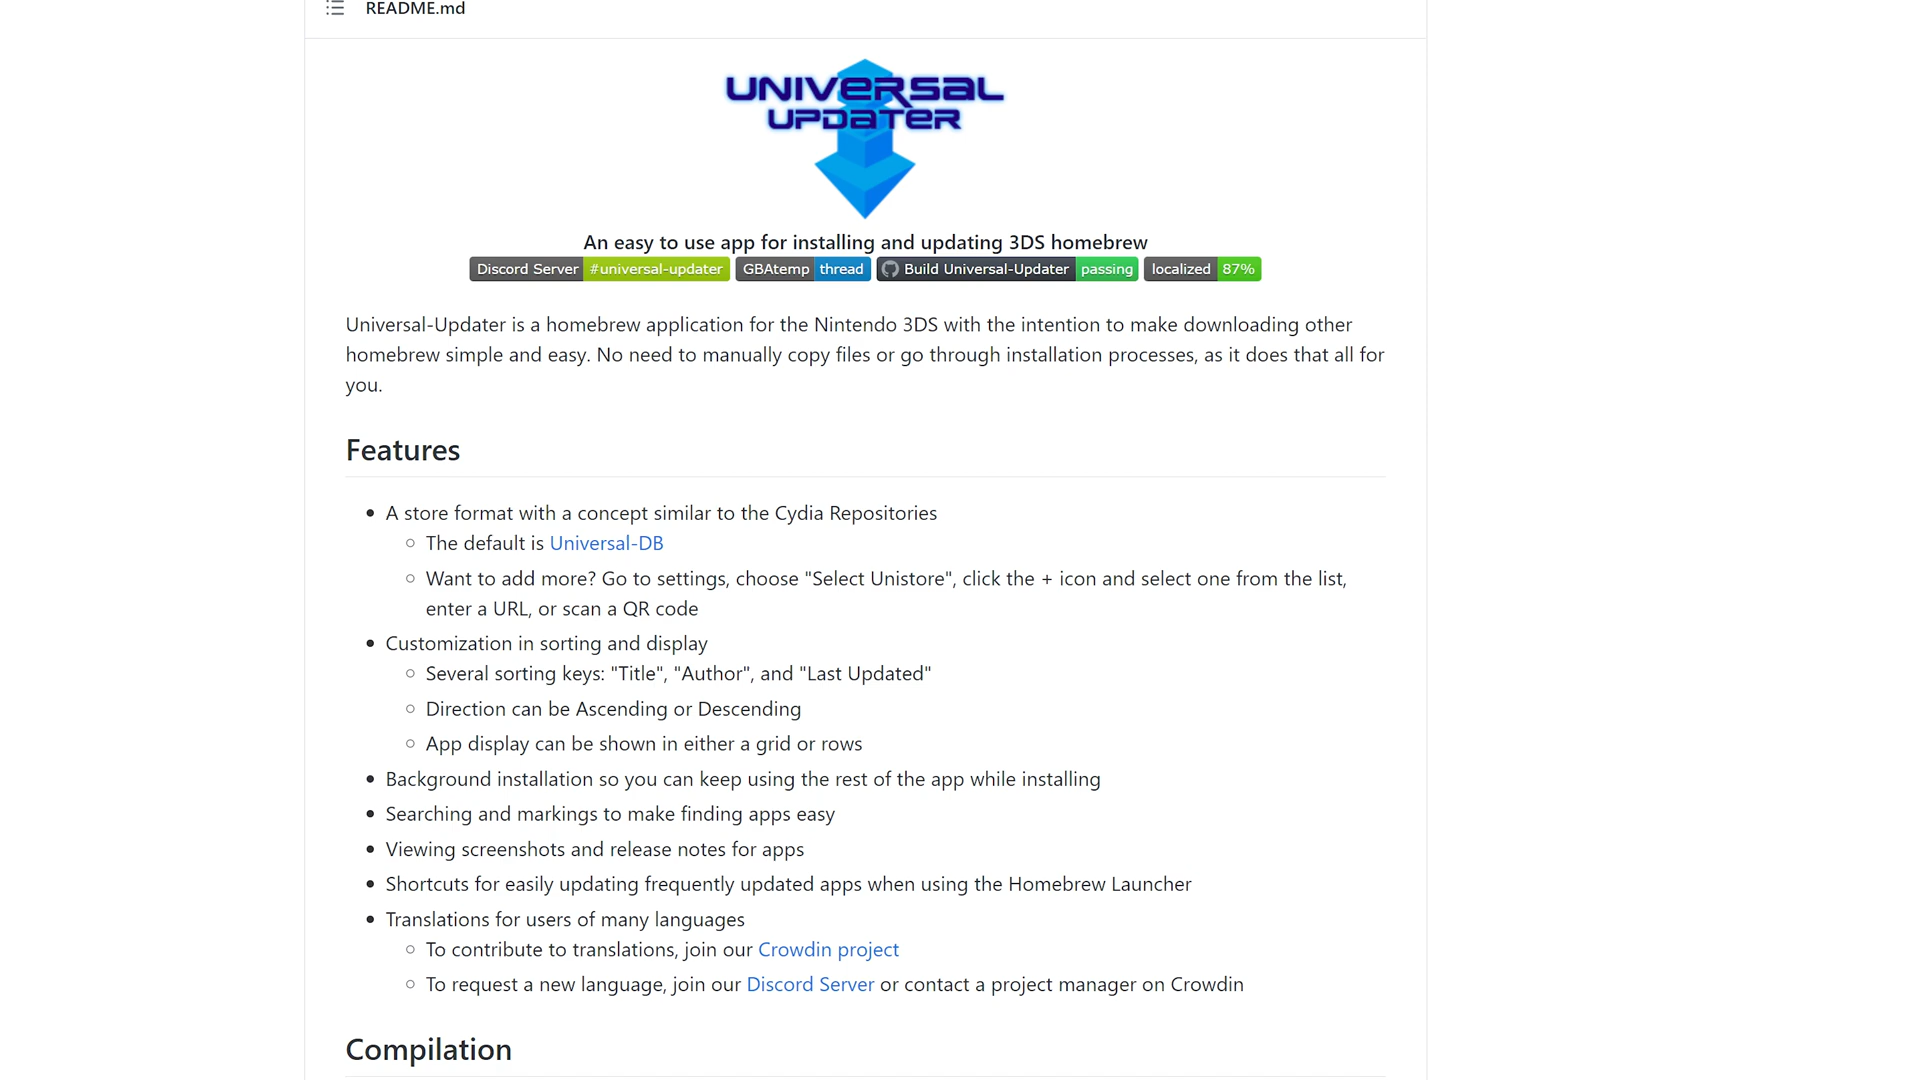 README.md
UNIVERSAL
UPDATER
An easy to use app for installing and updating 3DS homebrew
Discord Server #universal-updater GBAtemp thread Build Universal-Updater passing localized 87%
Universal-Updater is a homebrew application for the Nintendo 3DS with the intention to make downloading other
homebrew simple and easy. No need to manually copy files or go through installation processes, as it does that all for
you.
Features
A store format with a concept similar to the Cydia Repositories
The default is Universal-DB
Want to add more? Go to settings, choose "Select Unistore", click the + icon and select one from the list,
enter a URL, or scan a QR code
Customization in sorting and display
Several sorting keys: "Title", "Author", and "Last Updated"
Direction can be Ascending or Descending
App display can be shown in either a grid or rows
Background installation so you can keep using the rest of the app while installing
Searching and markings to make finding apps easy
Viewing screenshots and release notes for apps
Shortcuts for easily updating frequently updated apps when using the Homebrew Launcher
Translations for users of many languages
To contribute to translations, join our Crowdin project
To request a new language, join our Discord Server or contact a project manager on Crowdin
Compilation